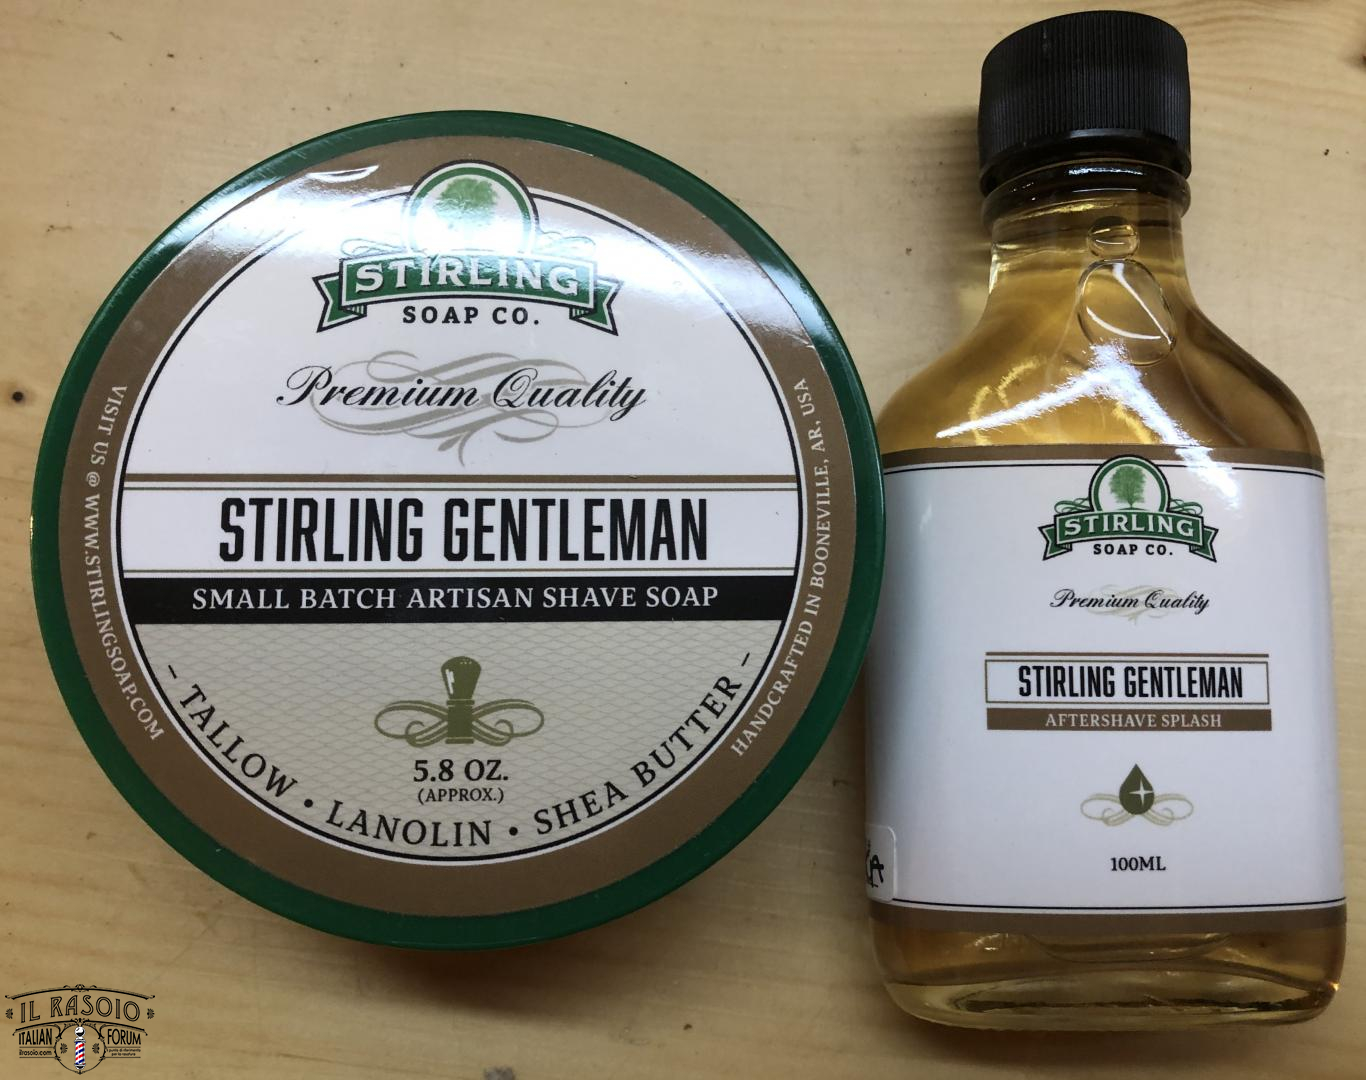 STIRLING
SOAP CO.
Premium Quality
STIRLING GENTLEMAN
SMALL BATCH ARTISAN SHAVE SOAP
5.8 OZ.
(APPROX.)
- TALLOW • LANOLIN • SHEA BUTTER -
VISIT US @ WWW.STIRLINGSOAP.COM
HANDCRAFTED IN BOONEVILLE, AR, USA
STIRLING
SOAP CO.
Premium Quality
STIRLING GENTLEMAN
AFTERSHAVE SPLASH
100ML
IL RASOIO
ITALIAN FORUM
ilrasoio.com